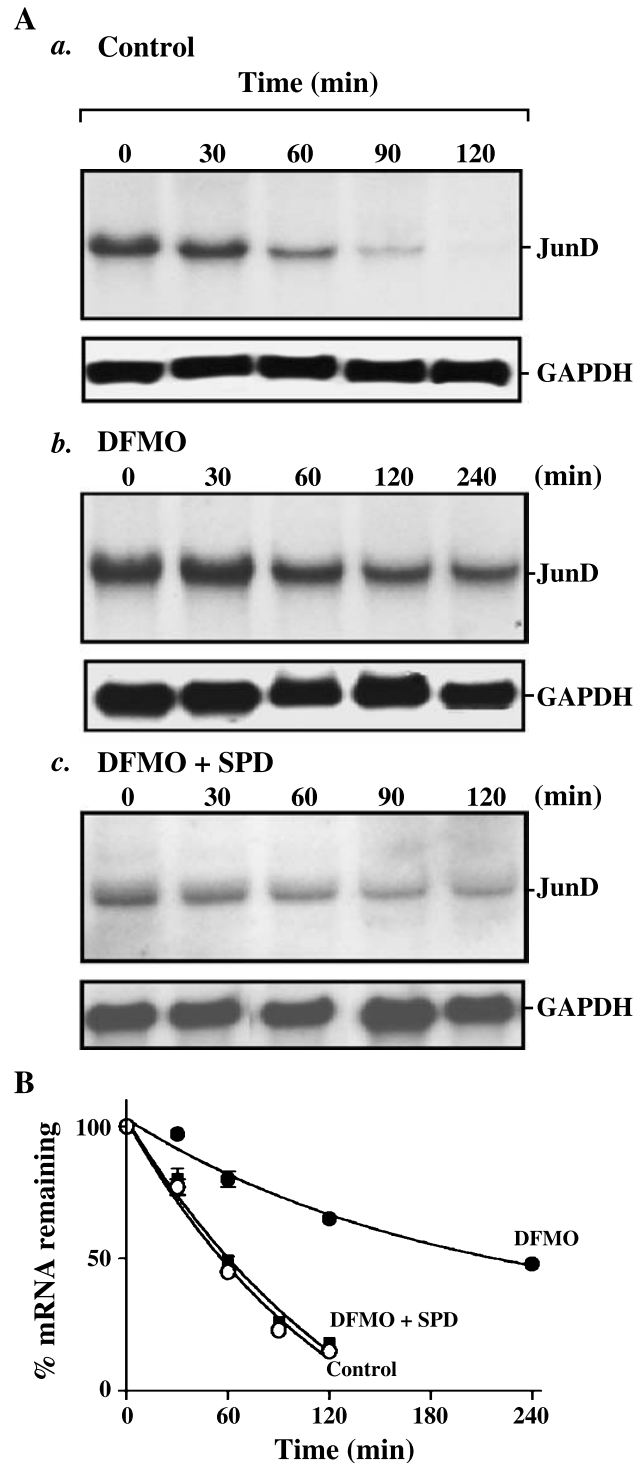 A
a. Control
Time (min)
0 30 60 90 120
JunD
GAPDH
b. DFMO
0 30 60 120 240 (min)
JunD
GAPDH
c. DFMO + SPD
0 30 60 90 120 (min)
JunD
GAPDH
B
% mRNA remaining
100
50
0
DFMO
DFMO + SPD
Control
0 60 120 180 240
Time (min)